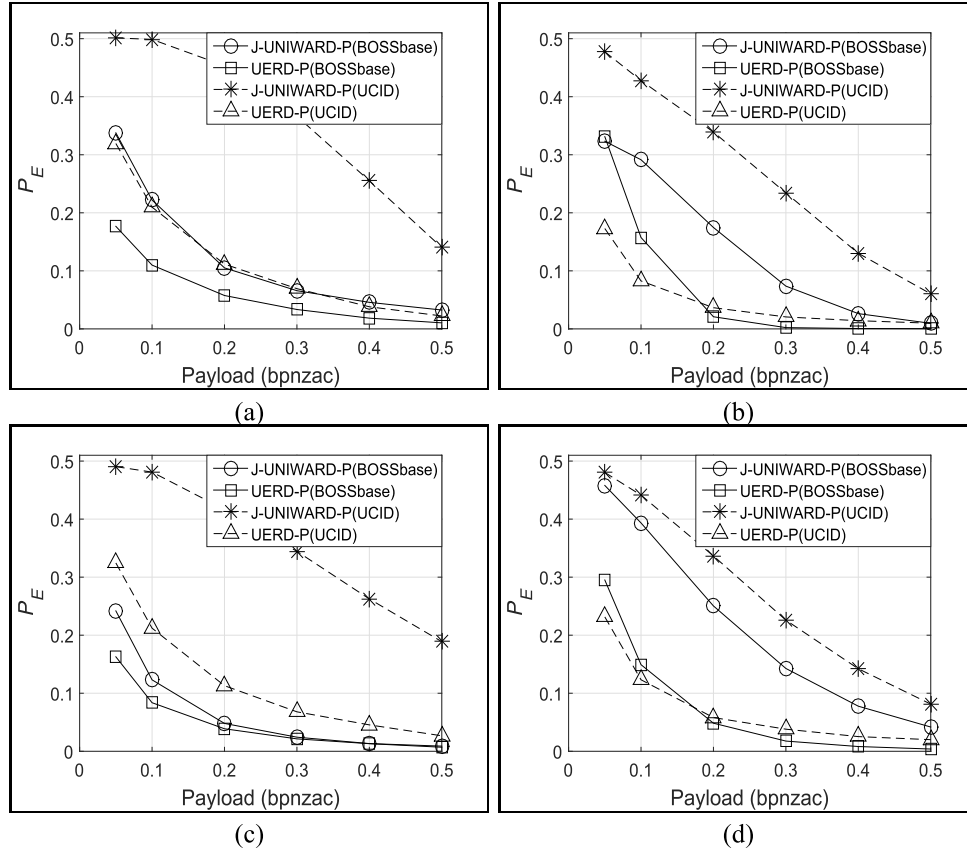 0.5
0.4
0.3
0.2
0.1
0
P_E
J-UNIWARD-P(BOSSbase)
UERD-P(BOSSbase)
J-UNIWARD-P(UCID)
UERD-P(UCID)
0 0.1 0.2 0.3 0.4 0.5
Payload (bpnzac)
(a)
0.5
0.4
0.3
0.2
0.1
0
P_E
J-UNIWARD-P(BOSSbase)
UERD-P(BOSSbase)
J-UNIWARD-P(UCID)
UERD-P(UCID)
0 0.1 0.2 0.3 0.4 0.5
Payload (bpnzac)
(b)
0.5
0.4
0.3
0.2
0.1
0
P_E
J-UNIWARD-P(BOSSbase)
UERD-P(BOSSbase)
J-UNIWARD-P(UCID)
UERD-P(UCID)
0 0.1 0.2 0.3 0.4 0.5
Payload (bpnzac)
(c)
0.5
0.4
0.3
0.2
0.1
0
P_E
J-UNIWARD-P(BOSSbase)
UERD-P(BOSSbase)
J-UNIWARD-P(UCID)
UERD-P(UCID)
0 0.1 0.2 0.3 0.4 0.5
Payload (bpnzac)
(d)